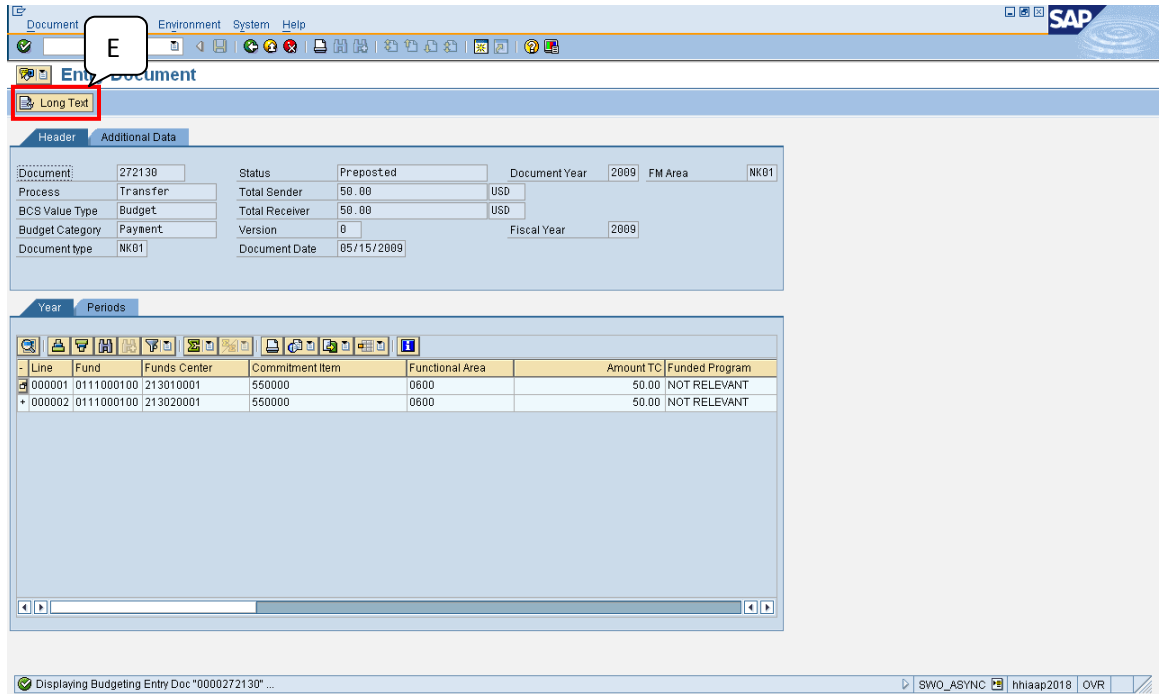 Document Environment System Help
SAP
E
Entry Document
Long Text
Header Additional Data
Document 272130 Status Preposted Document Year 2009 FM Area NK01
Process Transfer Total Sender 50.00 USD
BCS Value Type Budget Total Receiver 50.00 USD
Budget Category Payment Version 0 Fiscal Year 2009
Document type NK01 Document Date 05/15/2009
Year Periods
- Line Fund Funds Center Commitment Item Functional Area Amount TC Funded Program
000001 0111000100 213010001 550000 0600 50.00 NOT RELEVANT
+ 000002 0111000100 213020001 550000 0600 50.00 NOT RELEVANT
Displaying Budgeting Entry Doc "0000272130" ... SWO_ASYNC hhiaap2018 OVR